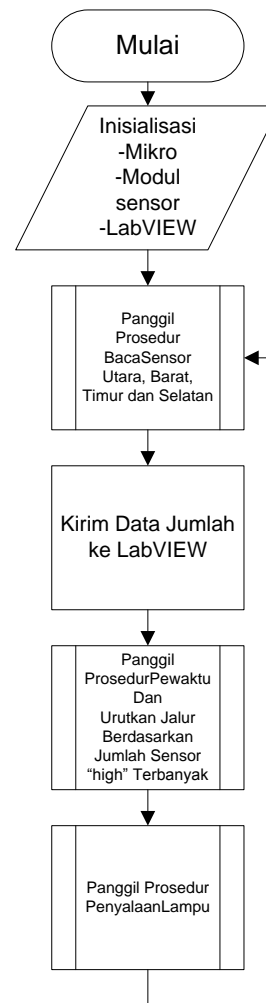 Mulai
Inisialisasi
-Mikro
-Modul
sensor
-LabVIEW
Panggil
Prosedur
BacaSensor
Utara, Barat,
Timur dan Selatan
Kirim Data Jumlah
ke LabVIEW
Panggil
ProsedurPewaktu
Dan
Urutkan Jalur
Berdasarkan
Jumlah Sensor
“high” Terbanyak
Panggil Prosedur
PenyalaanLampu